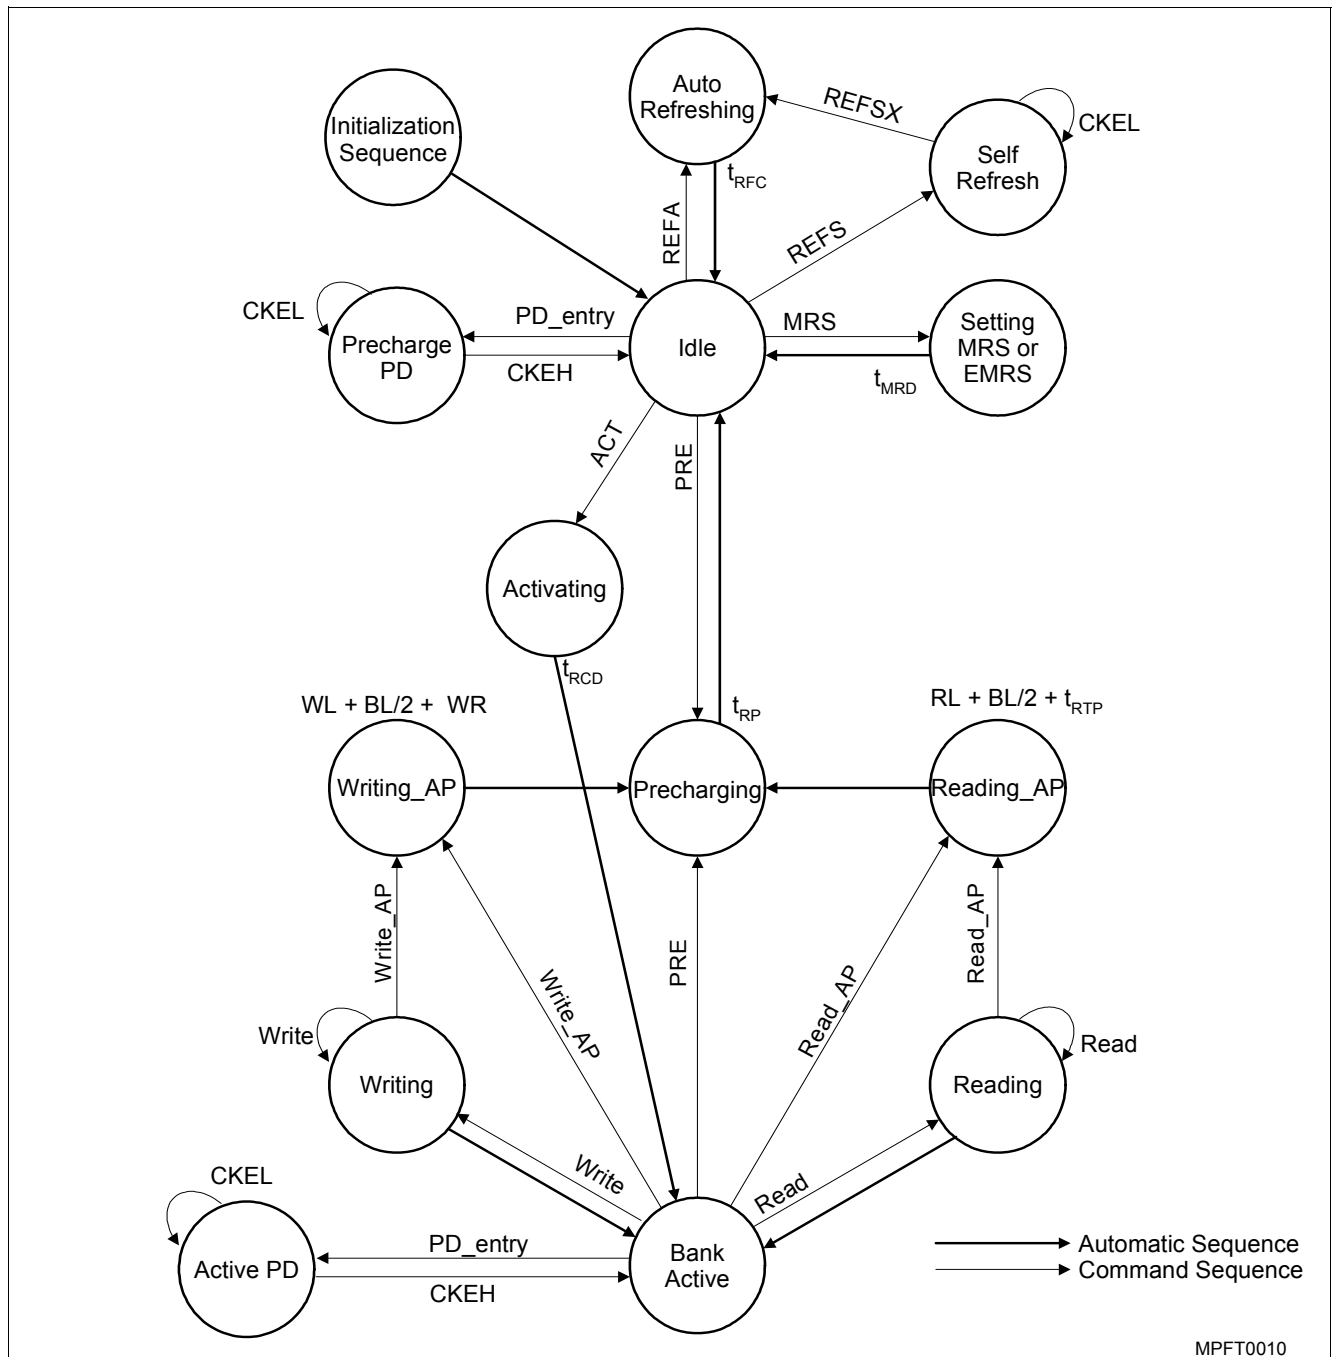 Auto
Refreshing
REFSX
CKEL
Initialization
Sequence
Self
Refresh
tRFC
REFA
REFS
CKEL
PD_entry
MRS
Precharge
PD
Idle
Setting
MRS or
EMRS
CKEH
tMRD
ACT
PRE
Activating
tRCD
WL + BL/2 + WR
tRP
RL + BL/2 + tRTP
Writing_AP
Precharging
Reading_AP
Write_AP
Write_AP
PRE
Read_AP
Read_AP
Write
Read
Writing
Reading
Write
Read
CKEL
PD_entry
Active PD
CKEH
Bank
Active
Automatic Sequence
Command Sequence
MPFT0010